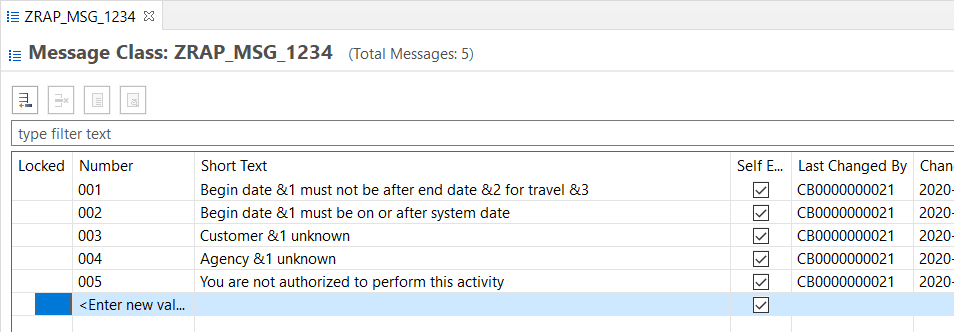 ZRAP_MSG_1234
Message Class: ZRAP_MSG_1234 (Total Messages: 5)
type filter text
Locked Number Short Text Self E... Last Changed By Chan
001 Begin date &1 must not be after end date &2 for travel &3 CB0000000021 2020-
002 Begin date &1 must be on or after system date CB0000000021 2020-
003 Customer &1 unknown CB0000000021 2020-
004 Agency &1 unknown CB0000000021 2020-
005 You are not authorized to perform this activity CB0000000021 2020-
<Enter new val...